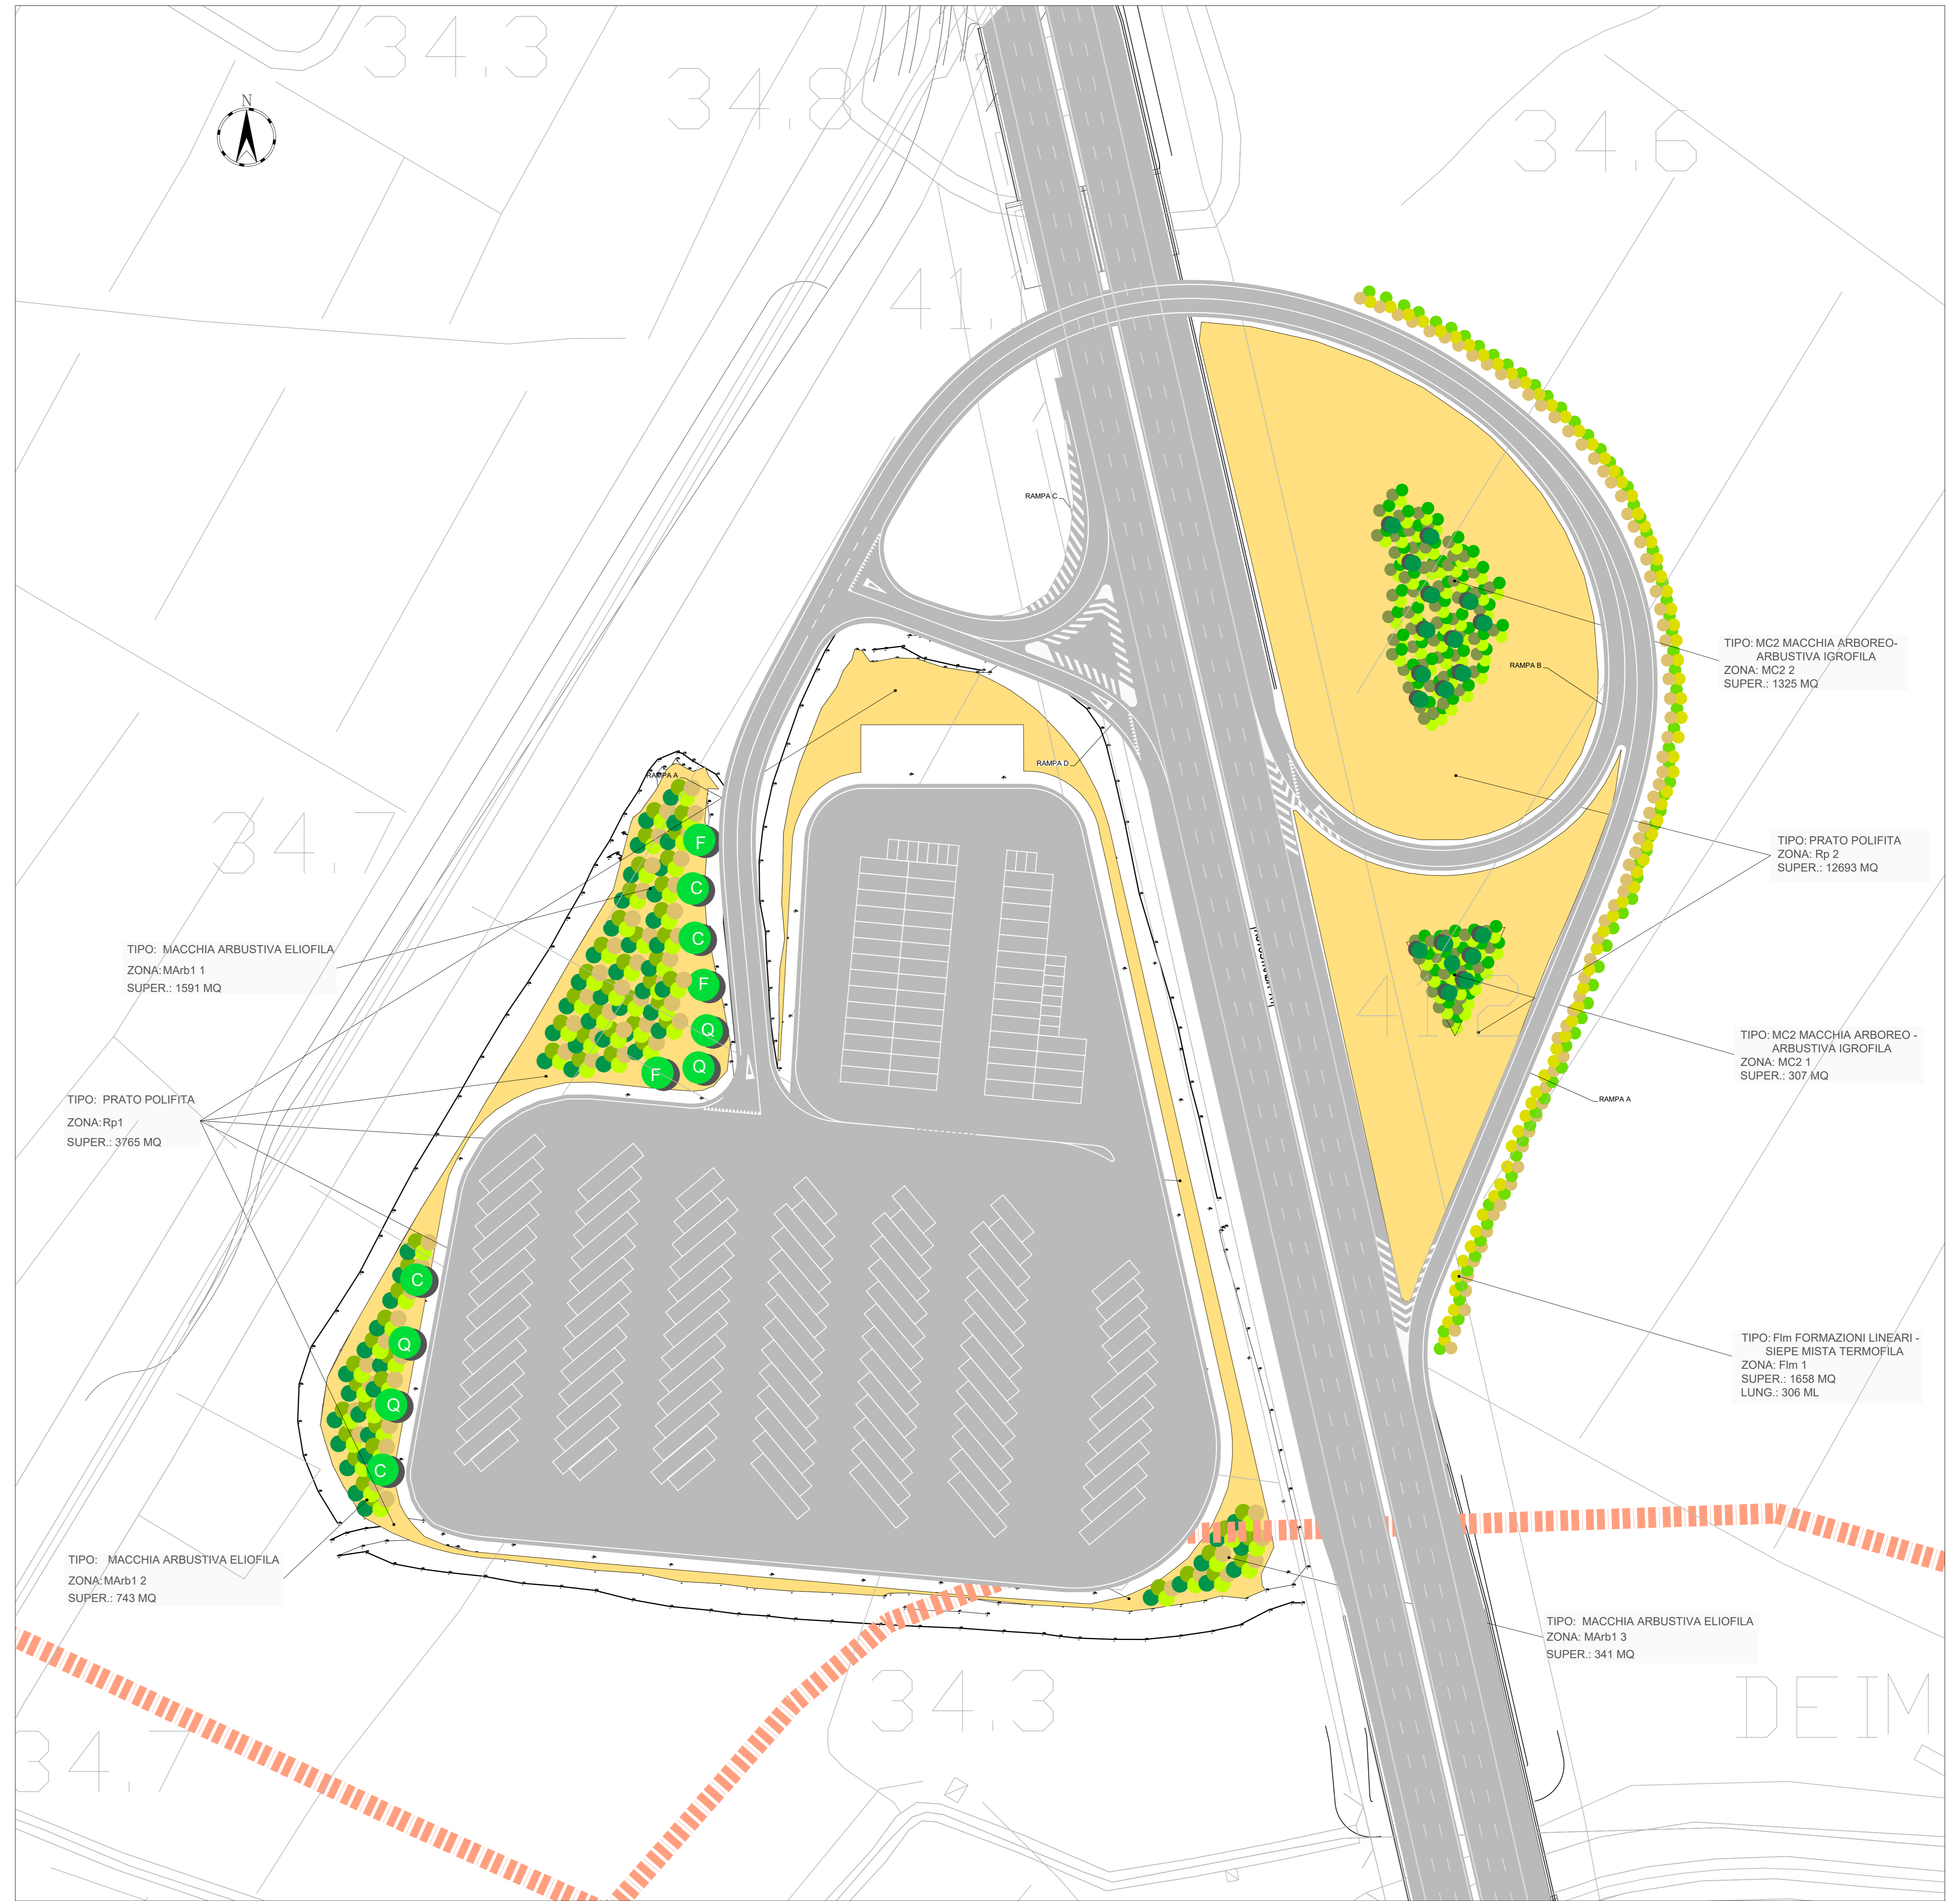 34.3
34.8
34.6
N
41.
RAMPA C
TIPO: MC2 MACCHIA ARBOREO-
ARBUSTIVA IGROFILA
ZONA: MC2 2
SUPER.: 1325 MQ
RAMPA B
RAMPA D
RAMPA A
34.7
TIPO: PRATO POLIFITA
ZONA: Rp 2
SUPER.: 12693 MQ
F
C
C
F
Q
Q
F
TIPO: MACCHIA ARBUSTIVA ELIOFILA
ZONA: MArb1 1
SUPER.: 1591 MQ
TIPO: MC2 MACCHIA ARBOREO -
ARBUSTIVA IGROFILA
ZONA: MC2 1
SUPER.: 307 MQ
RAMPA A
TIPO: PRATO POLIFITA
ZONA: Rp1
SUPER.: 3765 MQ
C
Q
Q
C
TIPO: Flm FORMAZIONI LINEARI -
SIEPE MISTA TERMOFILA
ZONA: Flm 1
SUPER.: 1658 MQ
LUNG.: 306 ML
TIPO: MACCHIA ARBUSTIVA ELIOFILA
ZONA: MArb1 2
SUPER.: 743 MQ
TIPO: MACCHIA ARBUSTIVA ELIOFILA
ZONA: MArb1 3
SUPER.: 341 MQ
34.3
34.7
DEIM